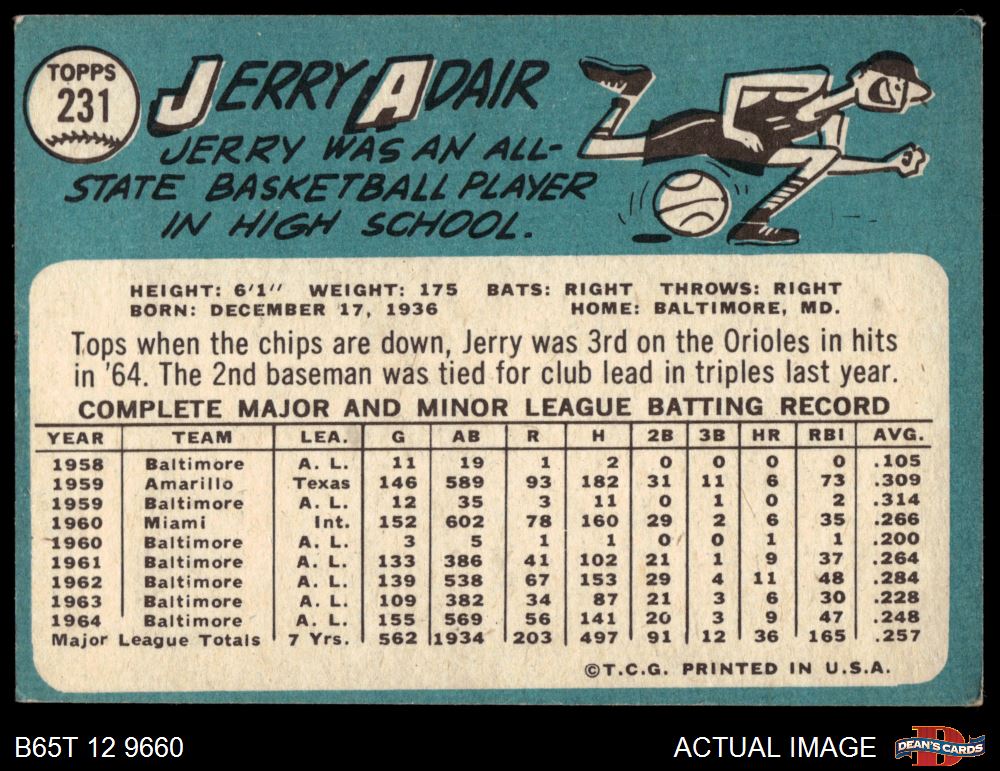 TOPPS
231
JERRY ADAIR
JERRY WAS AN ALL-
STATE BASKETBALL PLAYER
IN HIGH SCHOOL.
HEIGHT: 6'1" WEIGHT: 175 BATS: RIGHT THROWS: RIGHT
BORN: DECEMBER 17, 1936 HOME: BALTIMORE, MD.
Tops when the chips are down, Jerry was 3rd on the Orioles in hits
in '64. The 2nd baseman was tied for club lead in triples last year.
COMPLETE MAJOR AND MINOR LEAGUE BATTING RECORD
YEAR TEAM LEA. G AB R H 2B 3B HR RBI AVG.
1958 Baltimore A. L. 11 19 1 2 0 0 0 0 .105
1959 Amarillo Texas 146 589 93 182 31 11 6 73 .309
1959 Baltimore A. L. 12 35 3 11 0 1 0 2 .314
1960 Miami Int. 152 602 78 160 29 2 6 35 .266
1960 Baltimore A. L. 3 5 1 1 0 0 1 1 .200
1961 Baltimore A. L. 133 386 41 102 21 1 9 37 .264
1962 Baltimore A. L. 139 538 67 153 29 4 11 48 .284
1963 Baltimore A. L. 109 382 34 87 21 3 6 30 .228
1964 Baltimore A. L. 155 569 56 141 20 3 9 47 .248
Major League Totals 7 Yrs. 562 1934 203 497 91 12 36 165 .257
©T.C.G. PRINTED IN U.S.A.
B65T 12 9660 ACTUAL IMAGE DEAN'S CARDS